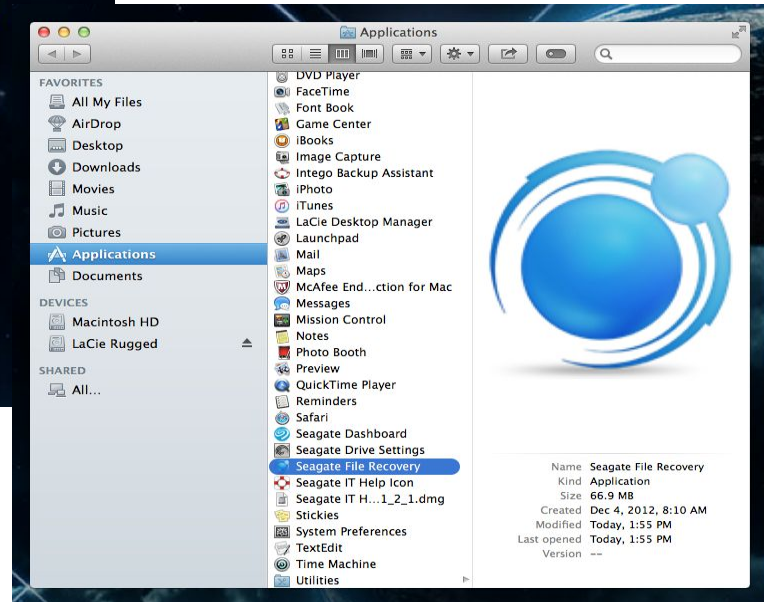 Applications
FAVORITES
All My Files
AirDrop
Desktop
Downloads
Movies
Music
Pictures
Applications
Documents
DEVICES
Macintosh HD
LaCie Rugged
SHARED
All...
DVD Player
FaceTime
Font Book
Game Center
iBooks
Image Capture
Intego Backup Assistant
iPhoto
iTunes
LaCie Desktop Manager
Launchpad
Mail
Maps
McAfee End...ction for Mac
Messages
Mission Control
Notes
Photo Booth
Preview
QuickTime Player
Reminders
Safari
Seagate Dashboard
Seagate Drive Settings
Seagate File Recovery
Seagate IT Help Icon
Seagate IT H...1_2_1.dmg
Stickies
System Preferences
TextEdit
Time Machine
Utilities
Name Seagate File Recovery
Kind Application
Size 66.9 MB
Created Dec 4, 2012, 8:10 AM
Modified Today, 1:55 PM
Last opened Today, 1:55 PM
Version --